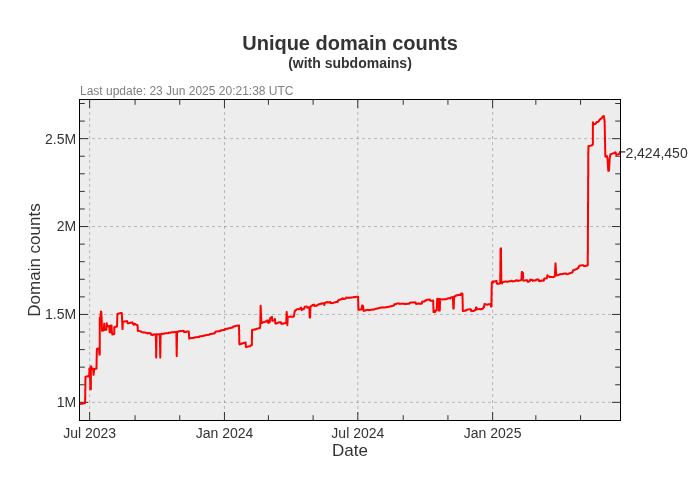 Unique domain counts
(with subdomains)
Last update: 23 Jun 2025 20:21:38 UTC
2.5M
2,424,450
2M
Domain counts
1.5M
1M
Jul 2023 Jan 2024 Jul 2024 Jan 2025
Date